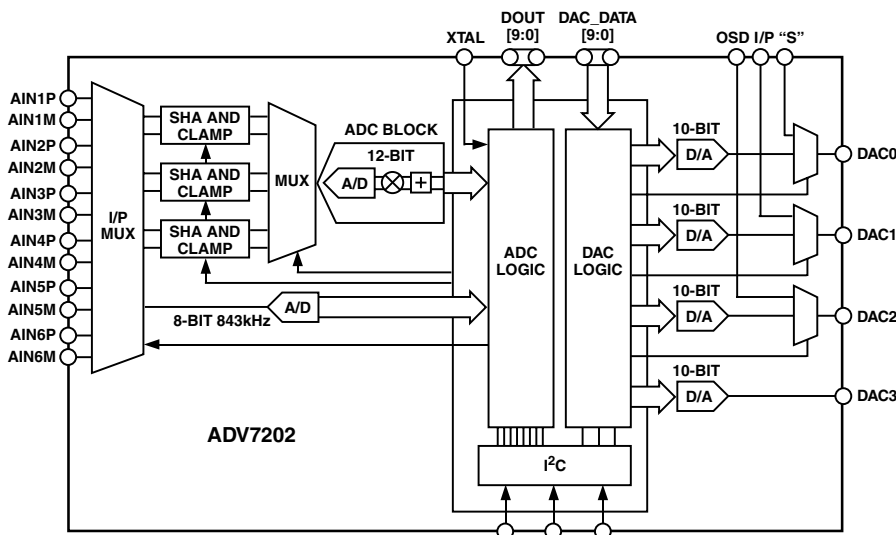 DOUT
[9:0]
DAC_DATA
[9:0]
XTAL
OSD I/P “S”
AIN1P
AIN1M
AIN2P
AIN2M
AIN3P
AIN3M
AIN4P
AIN4M
AIN5P
AIN5M
AIN6P
AIN6M
I/P
MUX
SHA AND
CLAMP
SHA AND
CLAMP
SHA AND
CLAMP
MUX
ADC BLOCK
12-BIT
A/D
A/D
8-BIT 843kHz
ADC
LOGIC
DAC
LOGIC
I²C
10-BIT
D/A
DAC0
10-BIT
D/A
DAC1
10-BIT
D/A
DAC2
10-BIT
D/A
DAC3
ADV7202